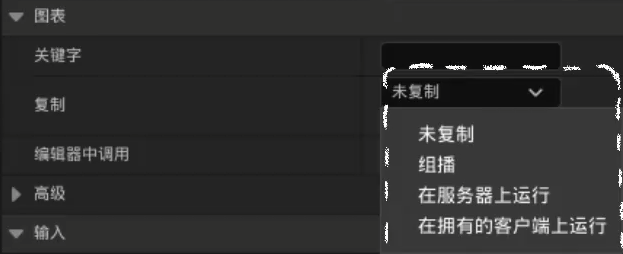 图表
关键字
复制
未复制
未复制
组播
在服务器上运行
在拥有的客户端上运行
编辑器中调用
高级
输入